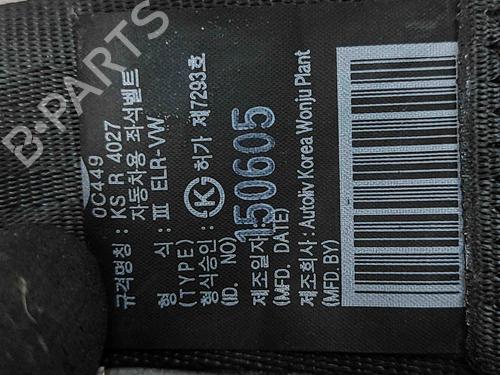 0C449
규격명칭 : KS R 4027
자동차용 좌석벨트
형 식 : Ⅲ ELR-VW
(TYPE)
형식승인 : K 허가 제7293호
(ID. NO)
제조일자 : 150605
(MFD. DATE)
제조회사 : Autoliv Korea Wonju Plant
(MFD. BY)
B-PARTS